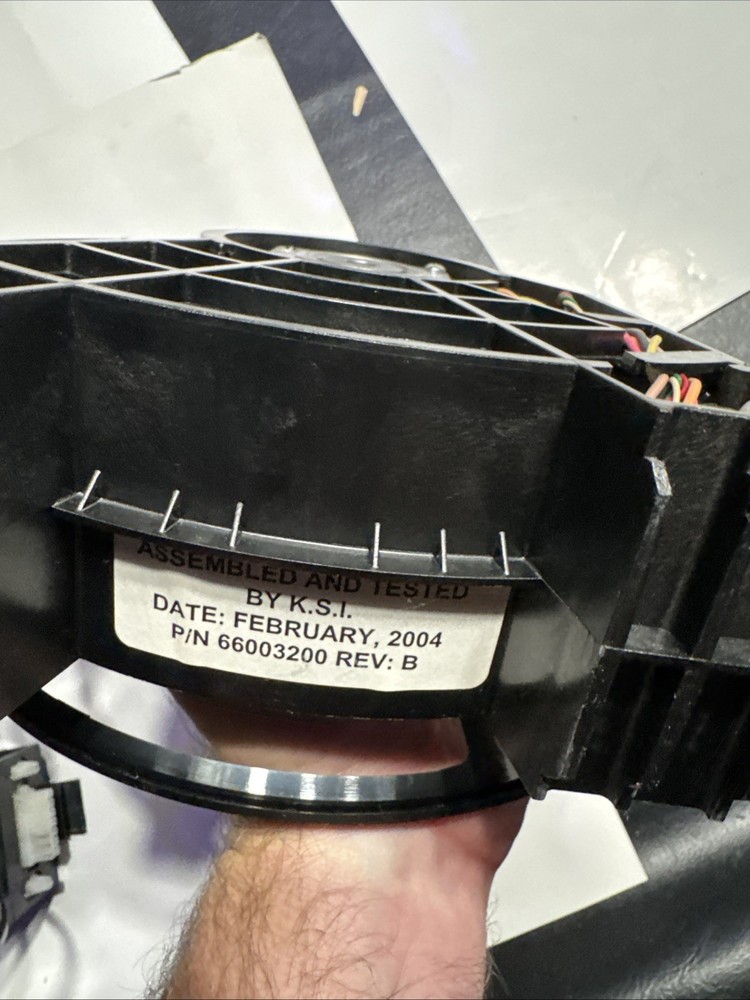 ASSEMBLED AND TESTED
BY K.S.I.
DATE: FEBRUARY, 2004
P/N 66003200 REV: B